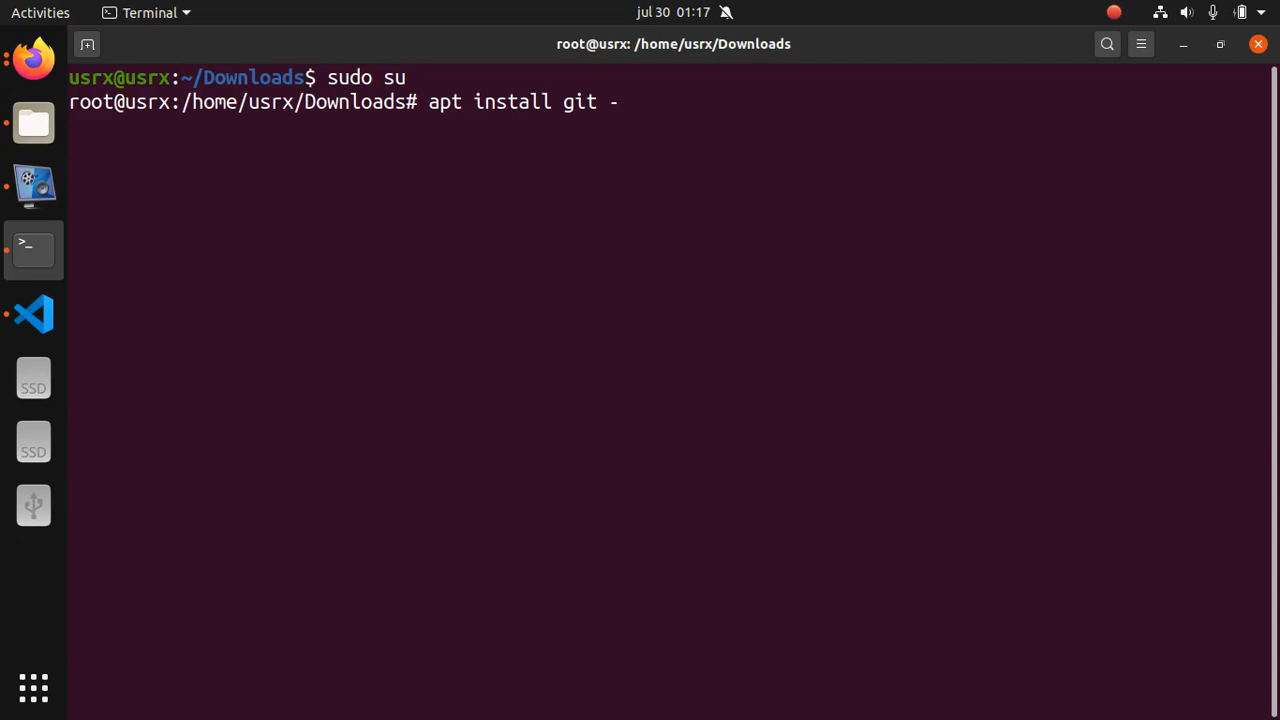 Activities Terminal jul 30 01:17
root@usrx: /home/usrx/Downloads
usrx@usrx:~/Downloads$ sudo su
root@usrx:/home/usrx/Downloads# apt install git -
>_
SSD
SSD